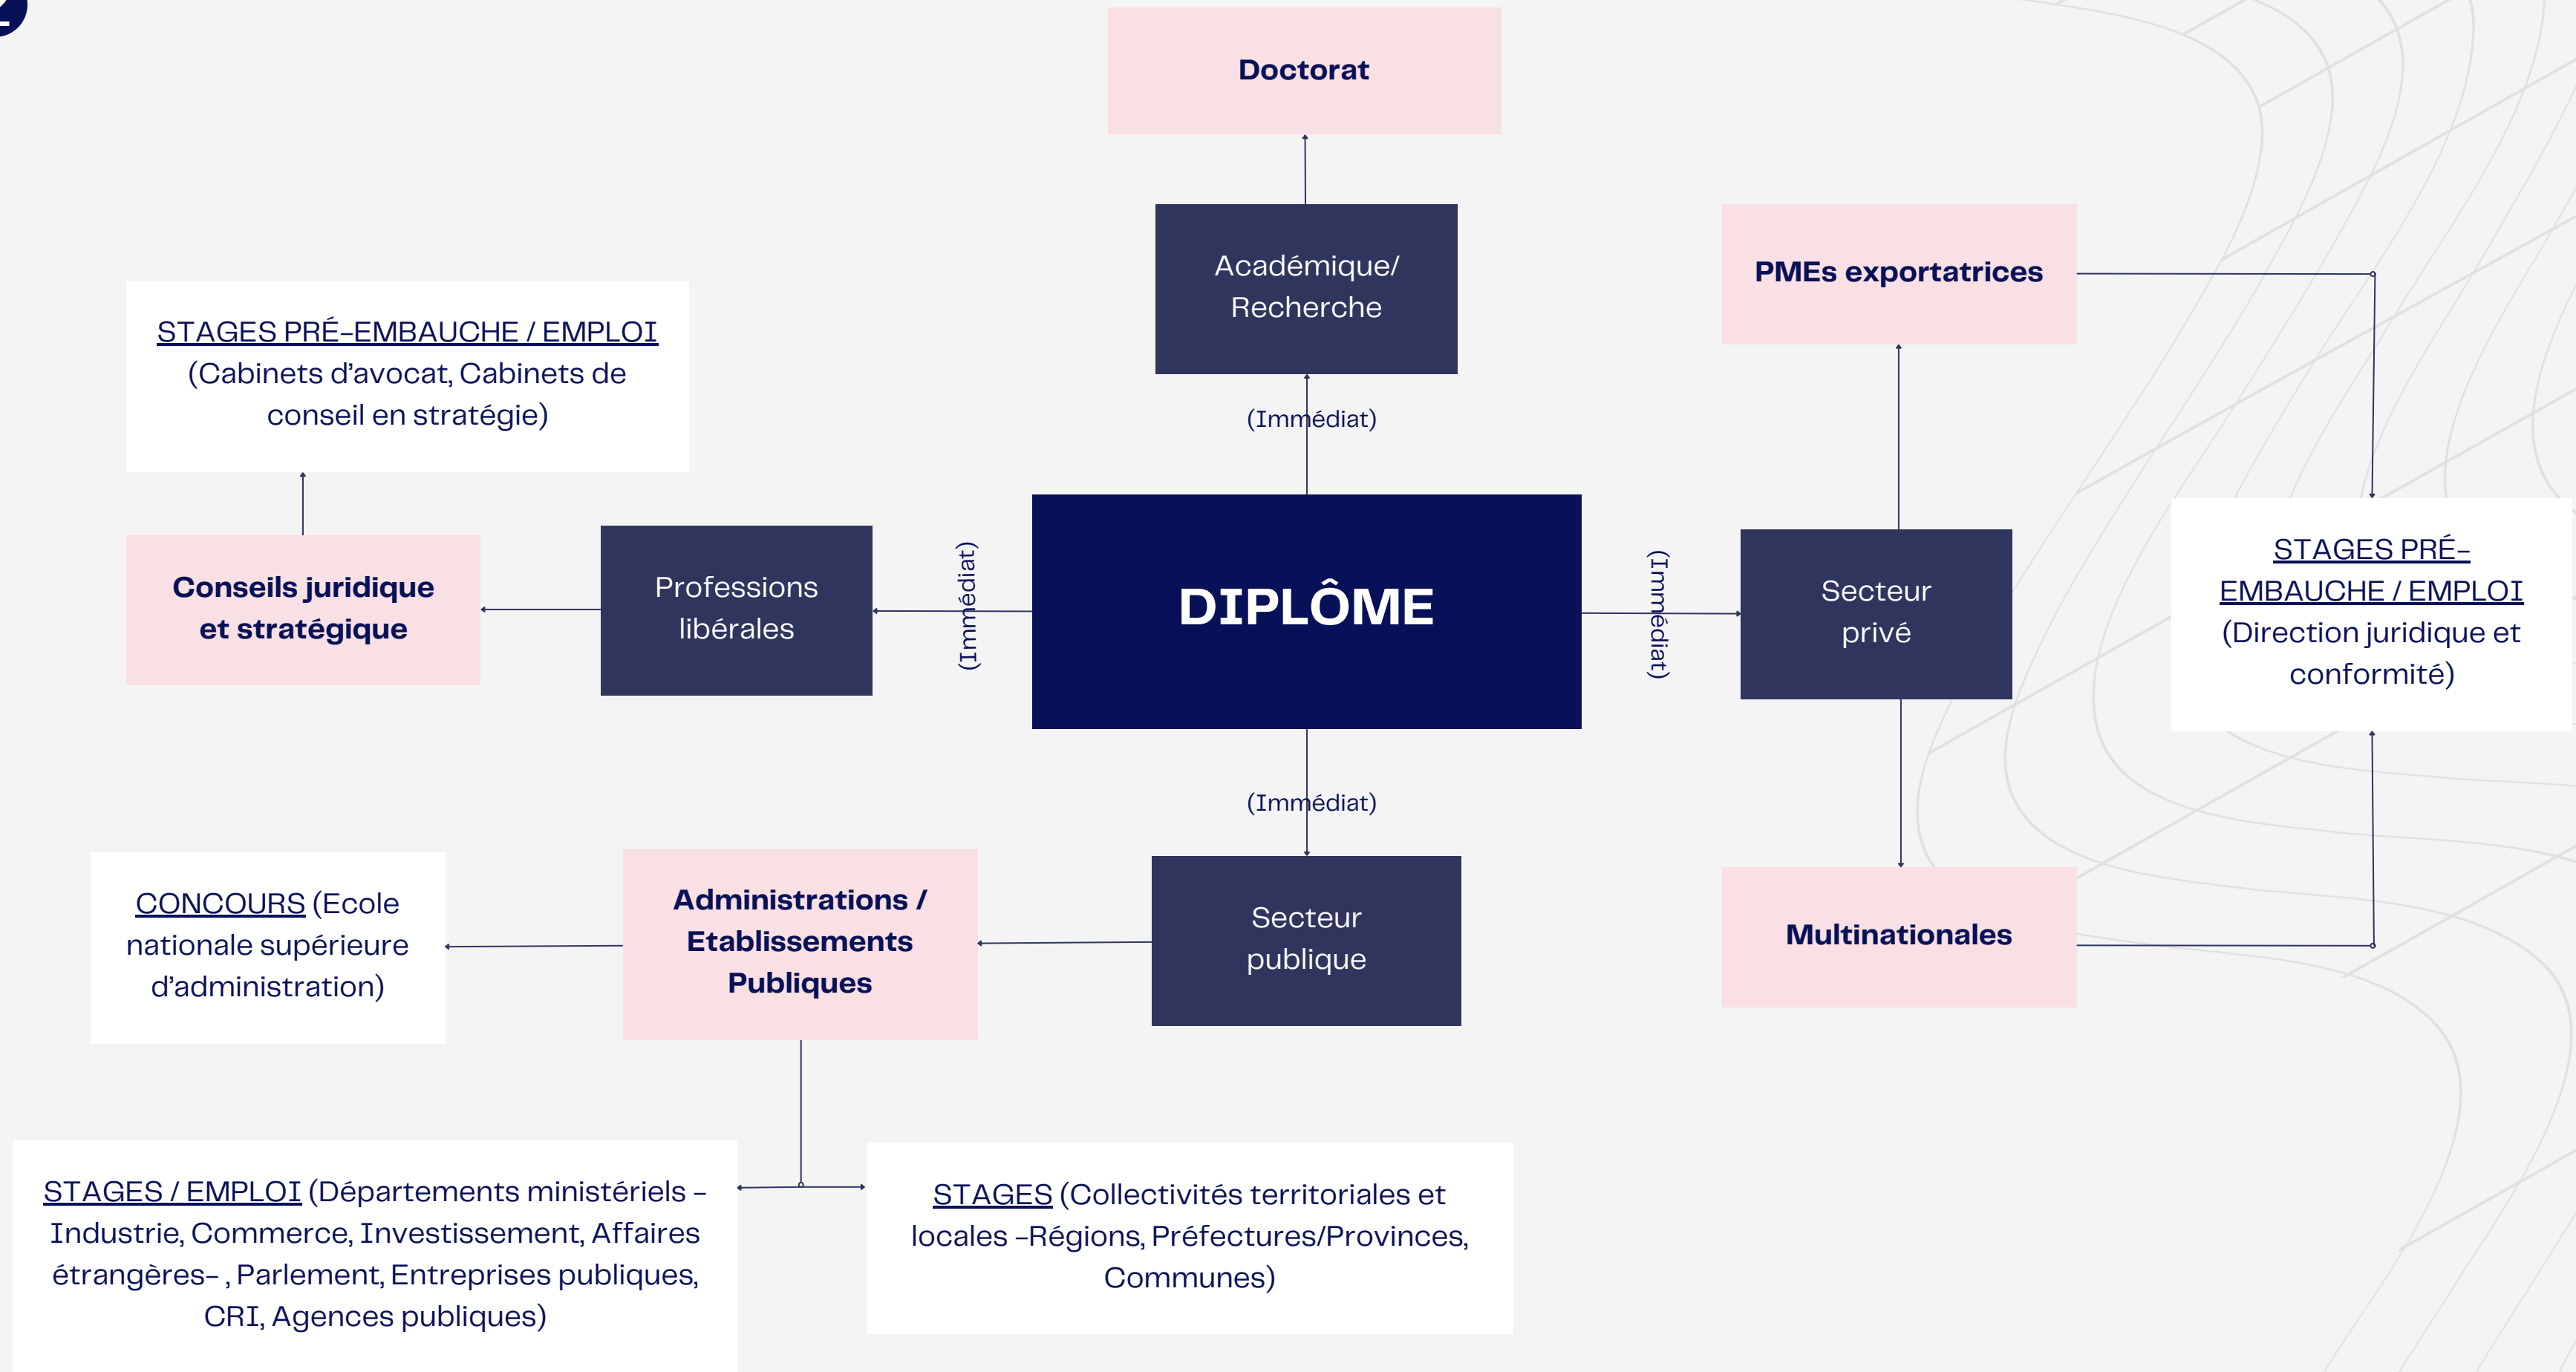 Doctorat
Académique/
Recherche
PMEs exportatrices
STAGES PRÉ-EMBAUCHE / EMPLOI
(Cabinets d’avocat, Cabinets de
conseil en stratégie)
(Immédiat)
Conseils juridique
et stratégique
Professions
libérales
(Immédiat)
DIPLÔME
(Immédiat)
Secteur
privé
STAGES PRÉ-
EMBAUCHE / EMPLOI
(Direction juridique et
conformité)
(Immédiat)
CONCOURS (Ecole
nationale supérieure
d’administration)
Administrations /
Etablissements
Publiques
Secteur
publique
Multinationales
STAGES / EMPLOI (Départements ministériels -
Industrie, Commerce, Investissement, Affaires
étrangères- , Parlement, Entreprises publiques,
CRI, Agences publiques)
STAGES (Collectivités territoriales et
locales -Régions, Préfectures/Provinces,
Communes)